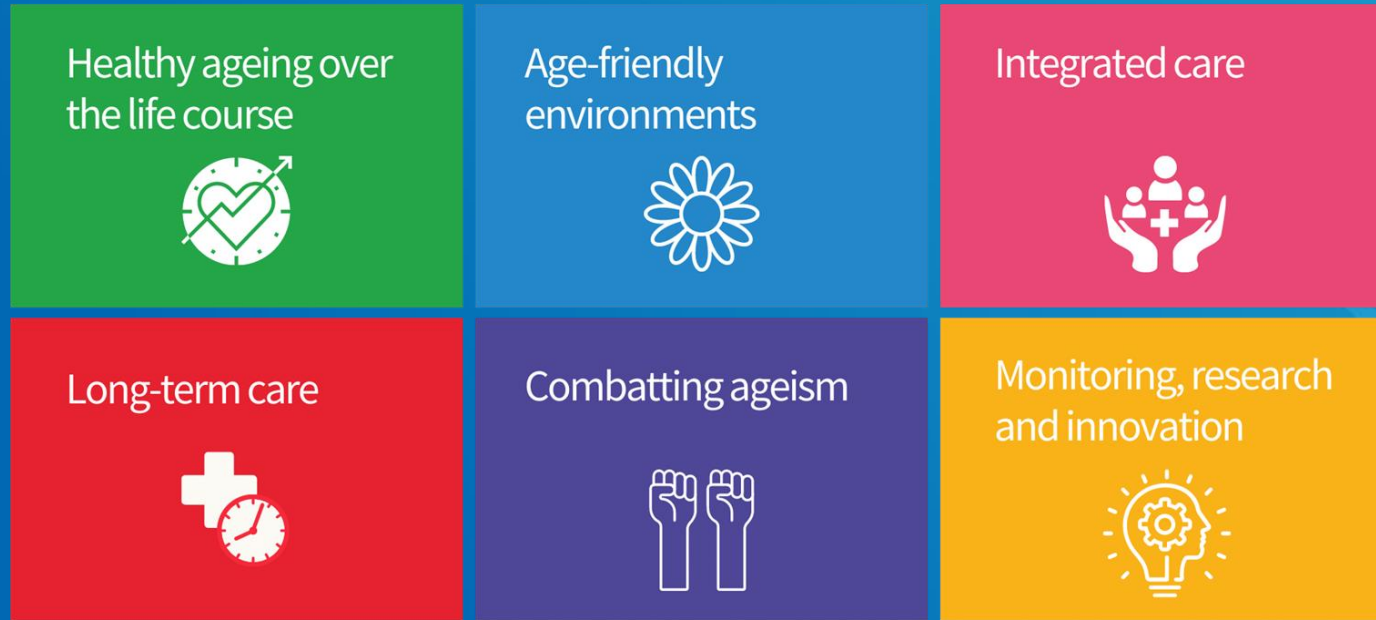 Healthy ageing over
the life course
Age-friendly
environments
Integrated care
Long-term care
Combatting ageism
Monitoring, research
and innovation